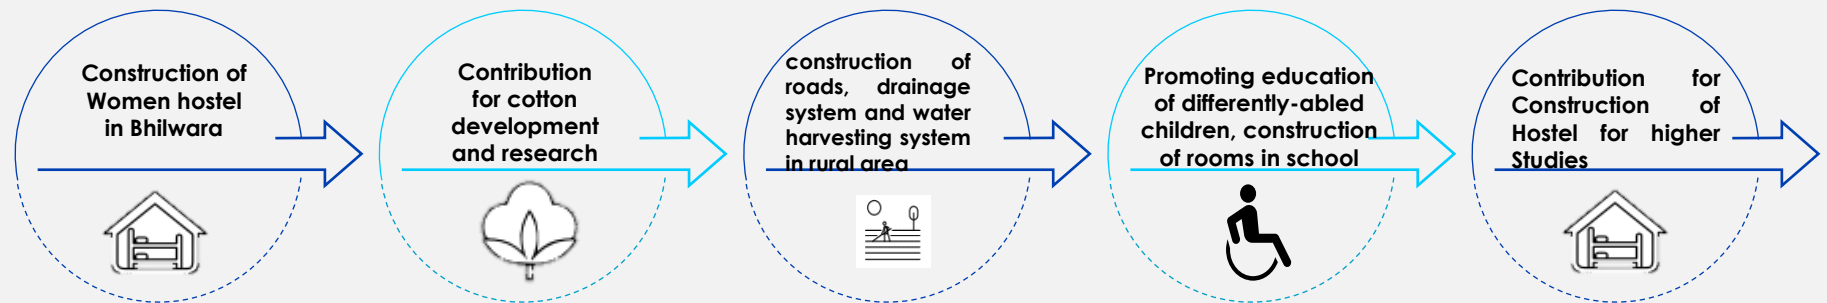 Construction of
Women hostel
in Bhilwara
Contribution
for cotton
development
and research
construction of
roads, drainage
system and water
harvesting system
in rural area
Promoting education
of differently-abled
children, construction
of rooms in school
Contribution for
Construction of
Hostel for higher
Studies